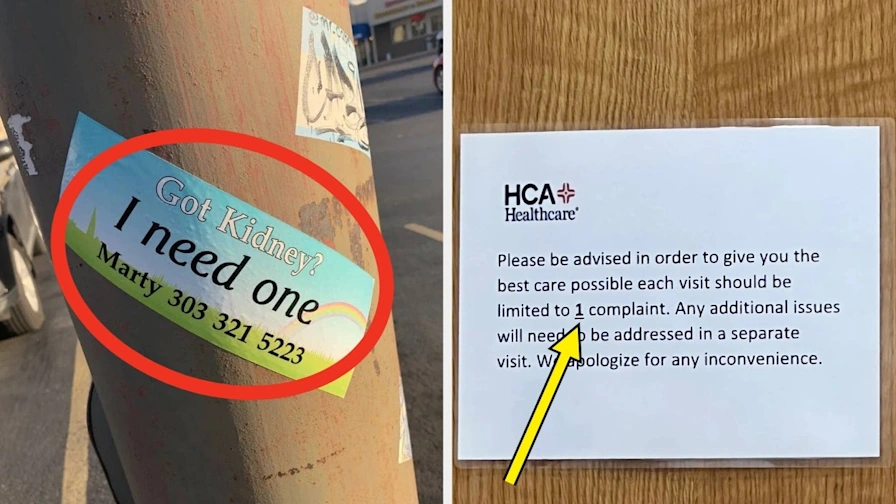 Got Kidney?
I need one
Marty 303 321 5223
HCA
Healthcare®
Please be advised in order to give you the
best care possible each visit should be
limited to 1 complaint. Any additional issues
will need to be addressed in a separate
visit. We apologize for any inconvenience.